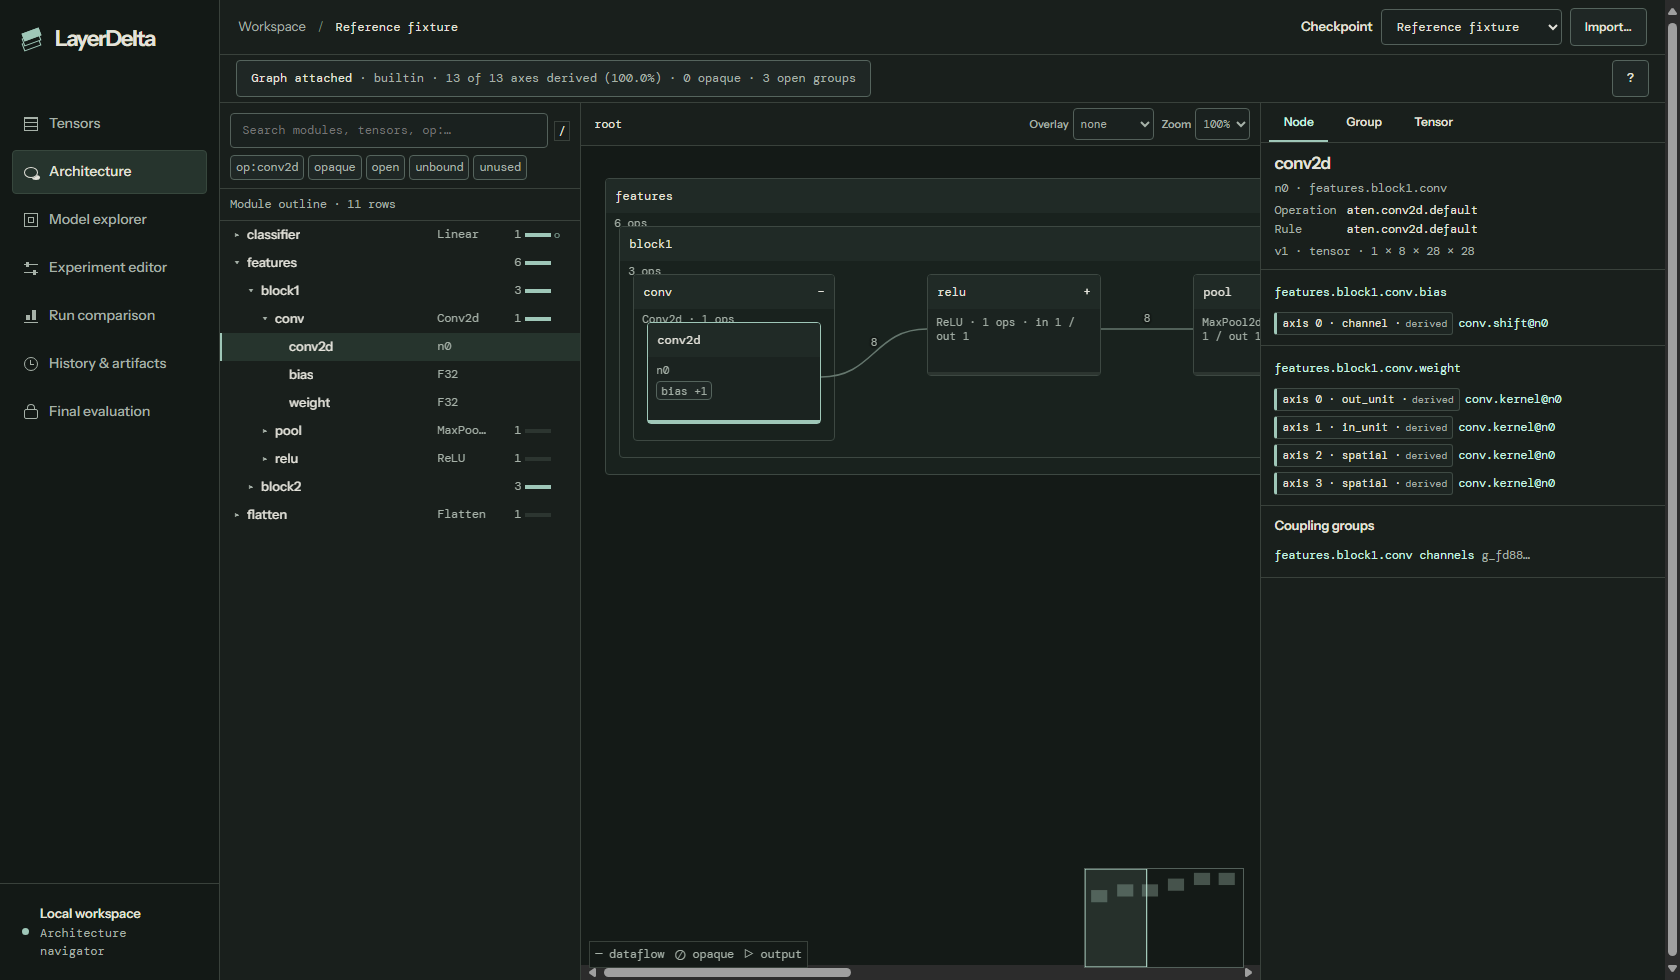 LayerDelta
Workspace / Reference fixture
Checkpoint Reference fixture Import…
Graph attached · builtin · 13 of 13 axes derived (100.0%) · 0 opaque · 3 open groups
?
Tensors
Architecture
Model explorer
Experiment editor
Run comparison
History & artifacts
Final evaluation
Local workspace
Architecture
navigator
Search modules, tensors, op:… /
op:conv2d opaque open unbound unused
Module outline · 11 rows
classifier Linear 1
features 6
block1 3
conv Conv2d 1
conv2d n0
bias F32
weight F32
pool MaxPoo… 1
relu ReLU 1
block2 3
flatten Flatten 1
root
Overlay none Zoom 100%
features
6 ops
block1
3 ops
conv −
Conv2d · 1 ops
conv2d
n0
bias +1
8
relu +
ReLU · 1 ops · in 1 /
out 1
8
pool
MaxPool2d
1 / out 1
— dataflow opaque output
Node Group Tensor
conv2d
n0 · features.block1.conv
Operation aten.conv2d.default
Rule aten.conv2d.default
v1 · tensor · 1 × 8 × 28 × 28
features.block1.conv.bias
axis 0 · channel · derived conv.shift@n0
features.block1.conv.weight
axis 0 · out_unit · derived conv.kernel@n0
axis 1 · in_unit · derived conv.kernel@n0
axis 2 · spatial · derived conv.kernel@n0
axis 3 · spatial · derived conv.kernel@n0
Coupling groups
features.block1.conv channels g_fd88…